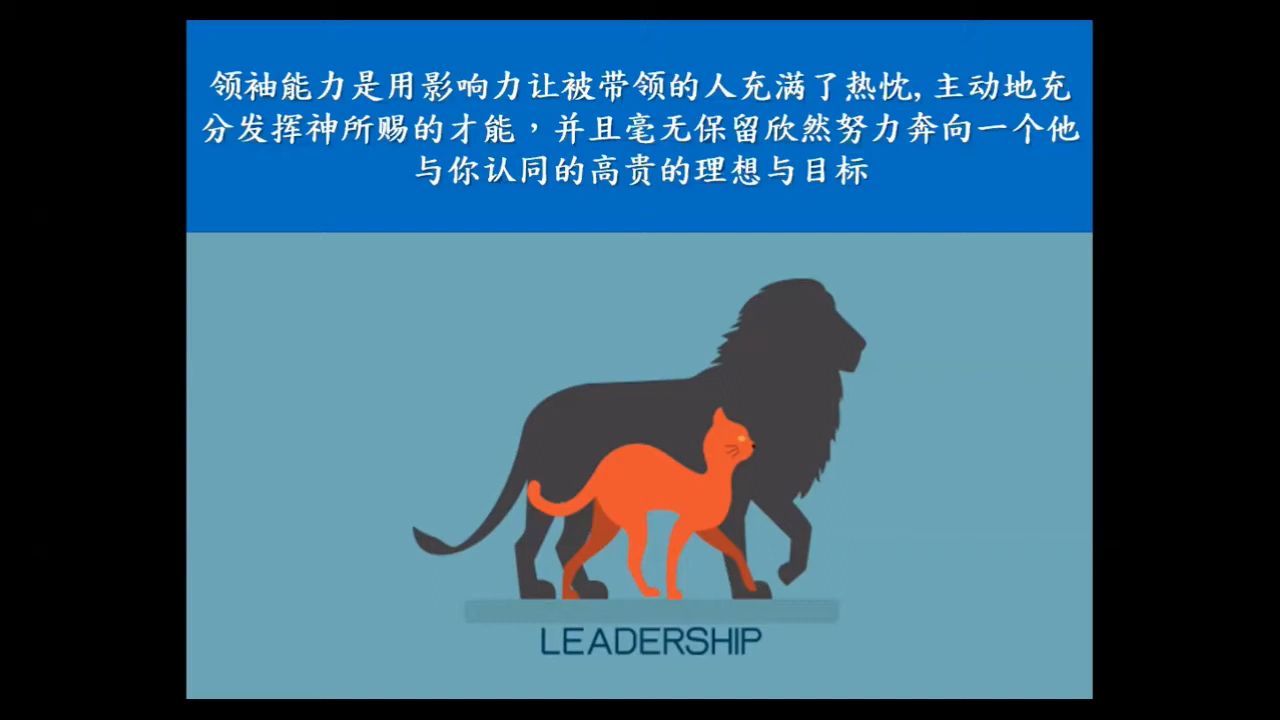 领袖能力是用影响力让被带领的人充满了热忱, 主动地充
分发挥神所赐的才能，并且毫无保留欣然努力奔向一个他
与你认同的高贵的理想与目标
LEADERSHIP